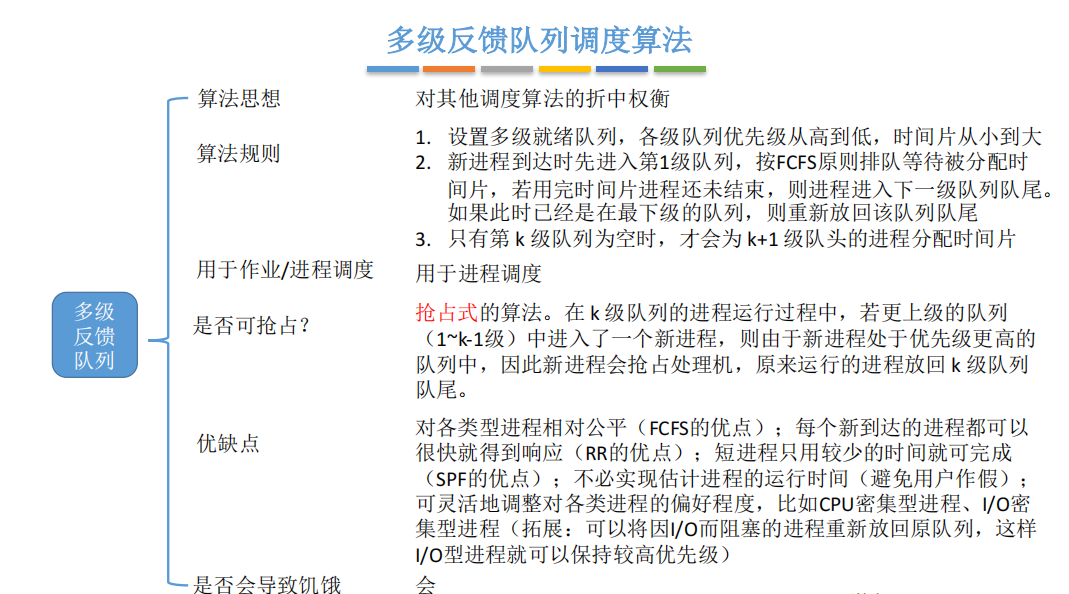 多级反馈队列调度算法
算法思想
对其他调度算法的折中权衡
算法规则
1. 设置多级就绪队列，各级队列优先级从高到低，时间片从小到大
2. 新进程到达时先进入第1级队列，按FCFS原则排队等待被分配时
间片，若用完时间片进程还未结束，则进程进入下一级队列队尾。
如果此时已经是在最下级的队列，则重新放回该队列队尾
3. 只有第 k 级队列为空时，才会为 k+1 级队头的进程分配时间片
用于作业/进程调度
用于进程调度
多级
反馈
队列
是否可抢占？
抢占式的算法。在 k 级队列的进程运行过程中，若更上级的队列
（1~k-1级）中进入了一个新进程，则由于新进程处于优先级更高的
队列中，因此新进程会抢占处理机，原来运行的进程放回 k 级队列
队尾。
优缺点
对各类型进程相对公平（FCFS的优点）；每个新到达的进程都可以
很快就得到响应（RR的优点）；短进程只用较少的时间就可完成
（SPF的优点）；不必实现估计进程的运行时间（避免用户作假）；
可灵活地调整对各类进程的偏好程度，比如CPU密集型进程、I/O密
集型进程（拓展：可以将因I/O而阻塞的进程重新放回原队列，这样
I/O型进程就可以保持较高优先级）
是否会导致饥饿
会